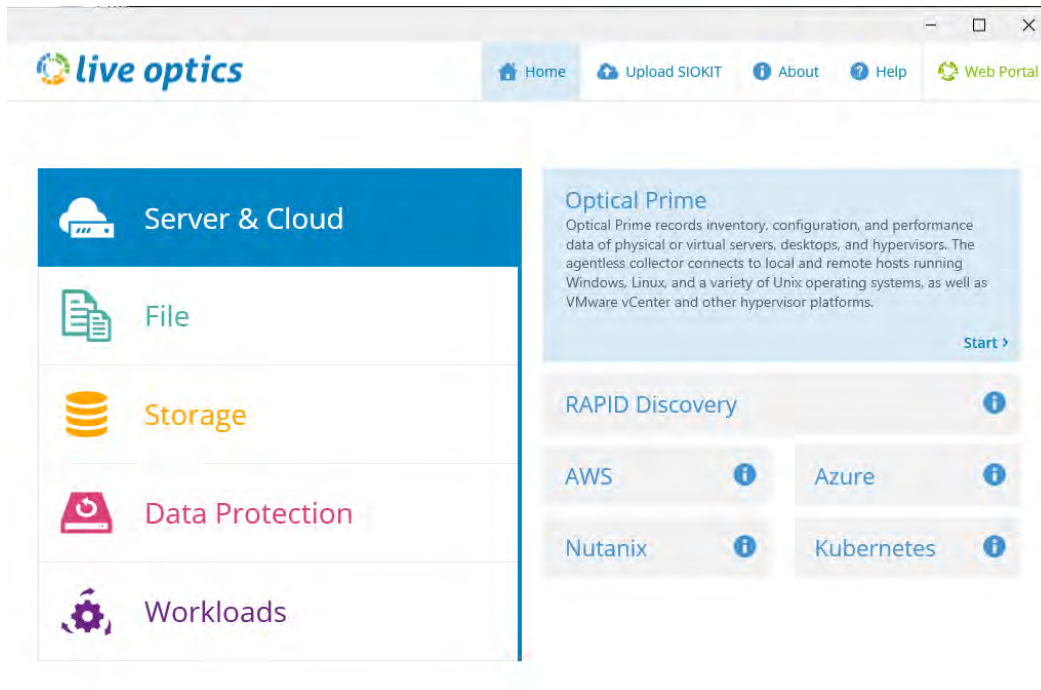 live optics
Home
Upload SIOKIT
About
Help
Web Portal
Server & Cloud
File
Storage
Data Protection
Workloads
Optical Prime
Optical Prime records inventory, configuration, and performance
data of physical or virtual servers, desktops, and hypervisors. The
agentless collector connects to local and remote hosts running
Windows, Linux, and a variety of Unix operating systems, as well as
VMware vCenter and other hypervisor platforms.
Start >
RAPID Discovery
AWS
Azure
Nutanix
Kubernetes